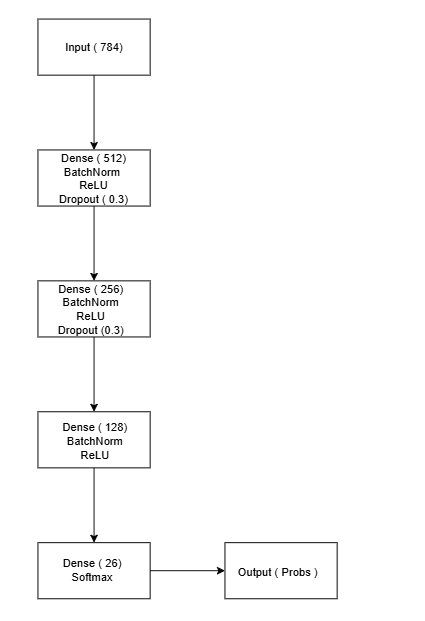 Input ( 784)
Dense ( 512)
BatchNorm
ReLU
Dropout ( 0.3)
Dense ( 256)
BatchNorm
ReLU
Dropout (0.3)
Dense ( 128)
BatchNorm
ReLU
Dense ( 26)
Softmax
Output ( Probs )